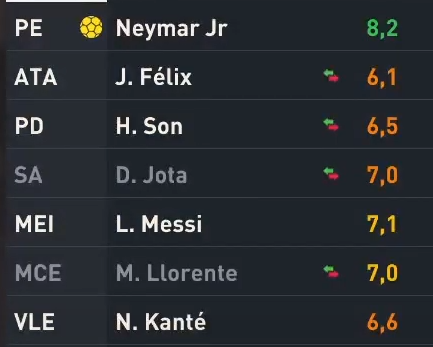 PE Neymar Jr 8,2
ATA J. Félix 6,1
PD H. Son 6,5
SA D. Jota 7,0
MEI L. Messi 7,1
MCE M. Llorente 7,0
VLE N. Kanté 6,6